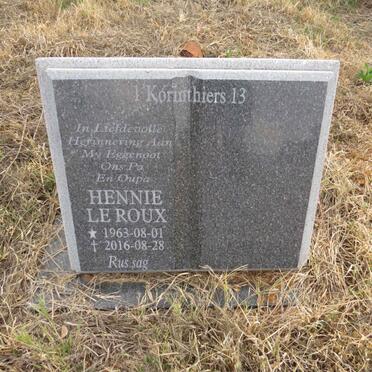 1 Korinthiers 13
In Liefdevolle
Herinnering Aan
My Eggenoot
Ons Pa
En Oupa
HENNIE
LE ROUX
★ 1963-08-01
† 2016-08-28
Rus sag